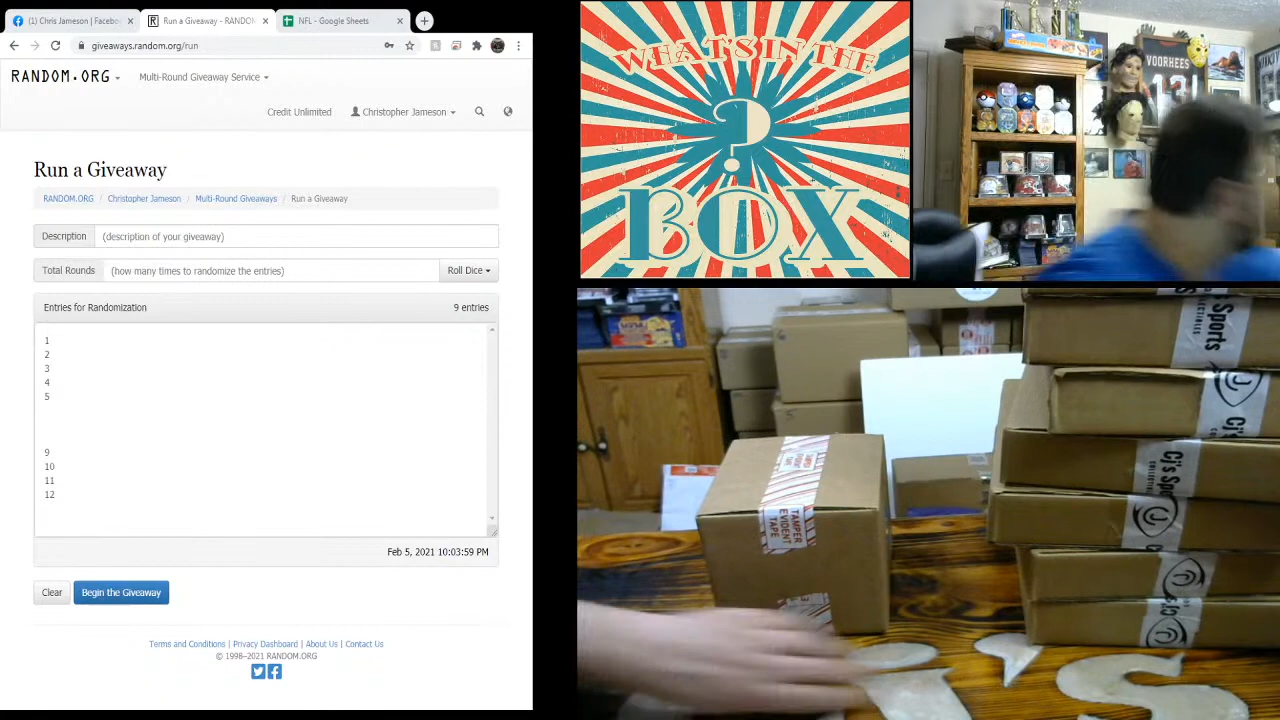 (1) Chris Jameson | Facebo
Run a Giveaway - RANDOM
NFL - Google Sheets
giveaways.random.org/run
RANDOM.ORG
Multi-Round Giveaway Service
Credit Unlimited
Christopher Jameson
Run a Giveaway
RANDOM.ORG / Christopher Jameson / Multi-Round Giveaways / Run a Giveaway
Description
(description of your giveaway)
Total Rounds
(how many times to randomize the entries)
Roll Dice
Entries for Randomization
9 entries
1
2
3
4
5
9
10
11
12
Feb 5, 2021 10:03:59 PM
Clear
Begin the Giveaway
Terms and Conditions | Privacy Dashboard | About Us | Contact Us
© 1998–2021 RANDOM.ORG
WHAT'S IN THE
?
BOX
VOORHEES
13
TAMPER
EVIDENT
TAPE
Cj's Sports
Cj's Spo